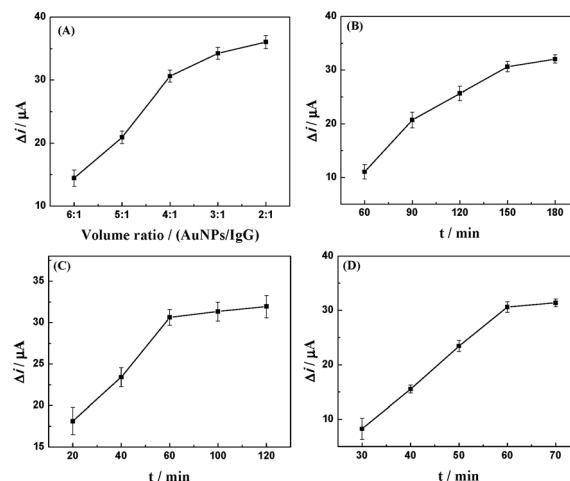 (A)
40
30
20
10
Δi / μA
6:1 5:1 4:1 3:1 2:1
Volume ratio / (AuNPs/IgG)
(B)
40
30
20
10
Δi / μA
60 90 120 150 180
t / min
(C)
35
30
25
20
15
Δi / μA
20 40 60 100 120
t / min
(D)
40
30
20
10
Δi / μA
30 40 50 60 70
t / min